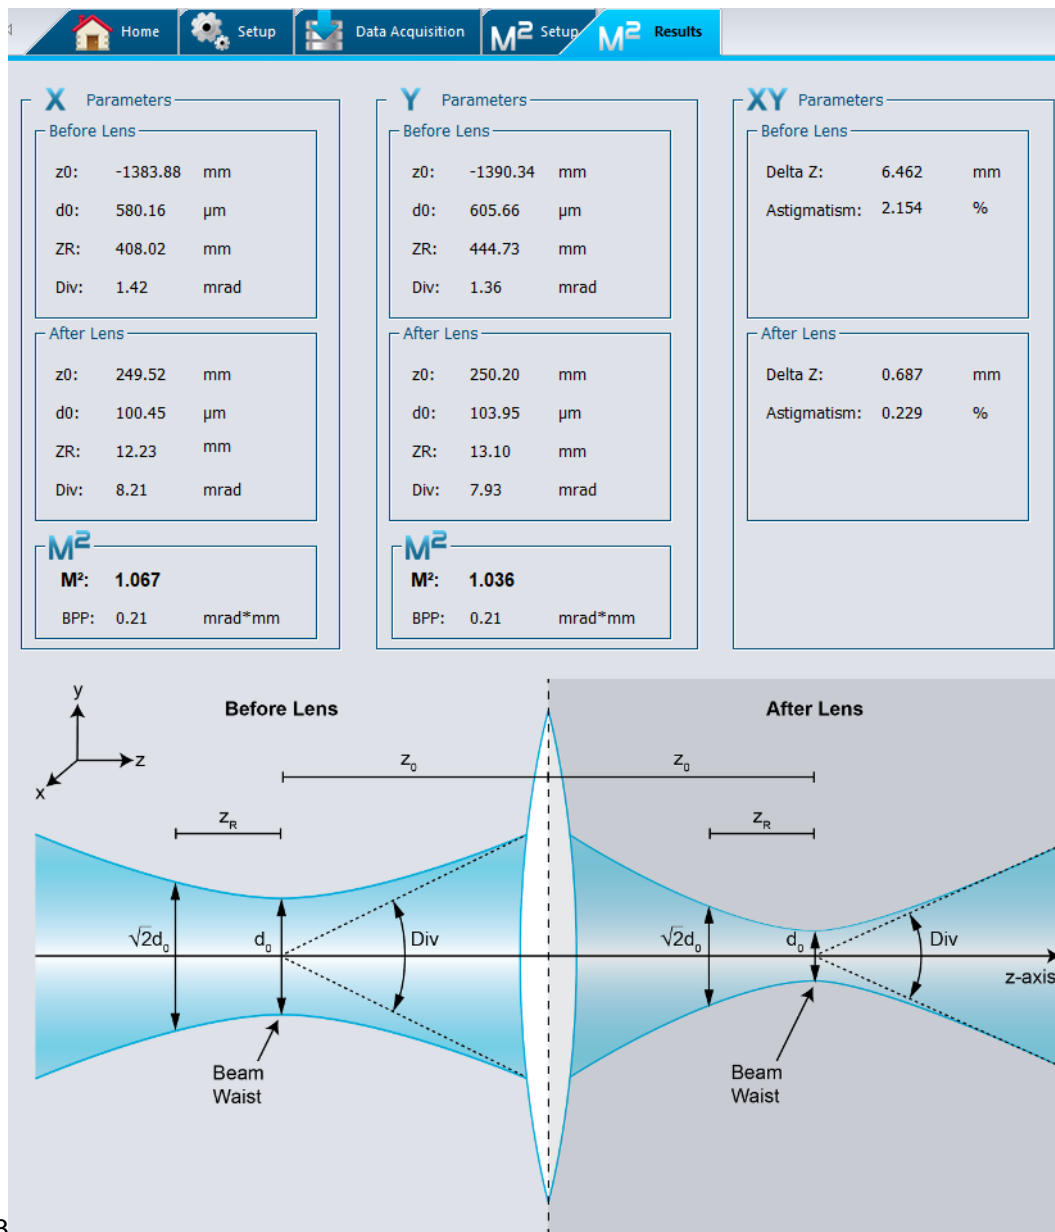 Home Setup Data Acquisition M² Setup M² Results
X Parameters
Before Lens
z0: -1383.88 mm
d0: 580.16 µm
ZR: 408.02 mm
Div: 1.42 mrad
After Lens
z0: 249.52 mm
d0: 100.45 µm
ZR: 12.23 mm
Div: 8.21 mrad
M²
M²: 1.067
BPP: 0.21 mrad*mm
Y Parameters
Before Lens
z0: -1390.34 mm
d0: 605.66 µm
ZR: 444.73 mm
Div: 1.36 mrad
After Lens
z0: 250.20 mm
d0: 103.95 µm
ZR: 13.10 mm
Div: 7.93 mrad
M²
M²: 1.036
BPP: 0.21 mrad*mm
XY Parameters
Before Lens
Delta Z: 6.462 mm
Astigmatism: 2.154 %
After Lens
Delta Z: 0.687 mm
Astigmatism: 0.229 %
y
z
x
Before Lens
After Lens
z₀
z₀
z_R
z_R
√2d₀
d₀
Div
√2d₀
d₀
Div
z-axis
Beam
Waist
Beam
Waist